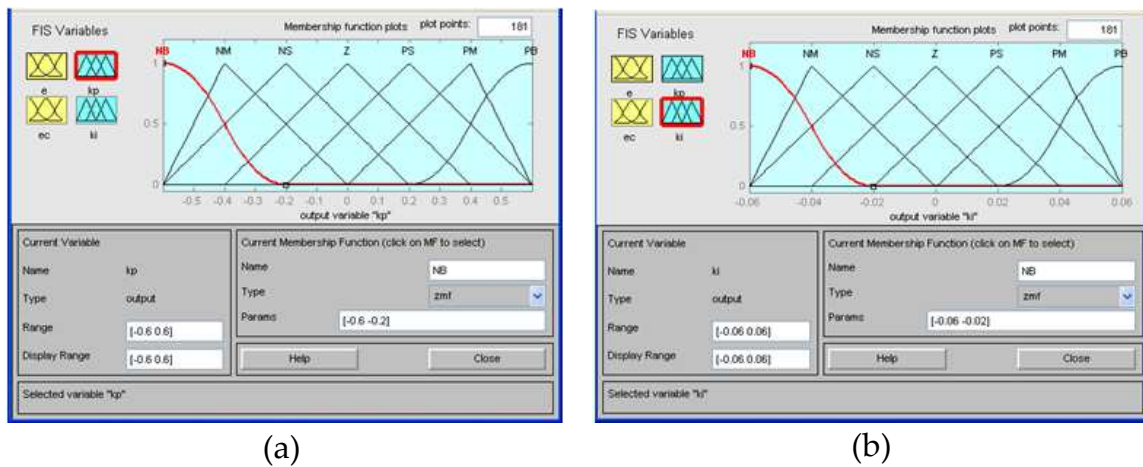 FIS Variables
Membership function plots plot points: 181
NB NM NS Z PS PM PB
e kp
ec ki
1
0.5
0
-0.5 -0.4 -0.3 -0.2 -0.1 0 0.1 0.2 0.3 0.4 0.5
output variable "kp"
Current Variable
Name kp
Type output
Range [-0.6 0.6]
Display Range [-0.6 0.6]
Current Membership Function (click on MF to select)
Name NB
Type zmf
Params [-0.6 -0.2]
Help Close
Selected variable "kp"
(a)
FIS Variables
Membership function plots plot points: 181
NB NM NS Z PS PM PB
e kp
ec ki
1
0.5
0
-0.06 -0.04 -0.02 0 0.02 0.04 0.06
output variable "ki"
Current Variable
Name ki
Type output
Range [-0.06 0.06]
Display Range [-0.06 0.06]
Current Membership Function (click on MF to select)
Name NB
Type zmf
Params [-0.06 -0.02]
Help Close
Selected variable "ki"
(b)